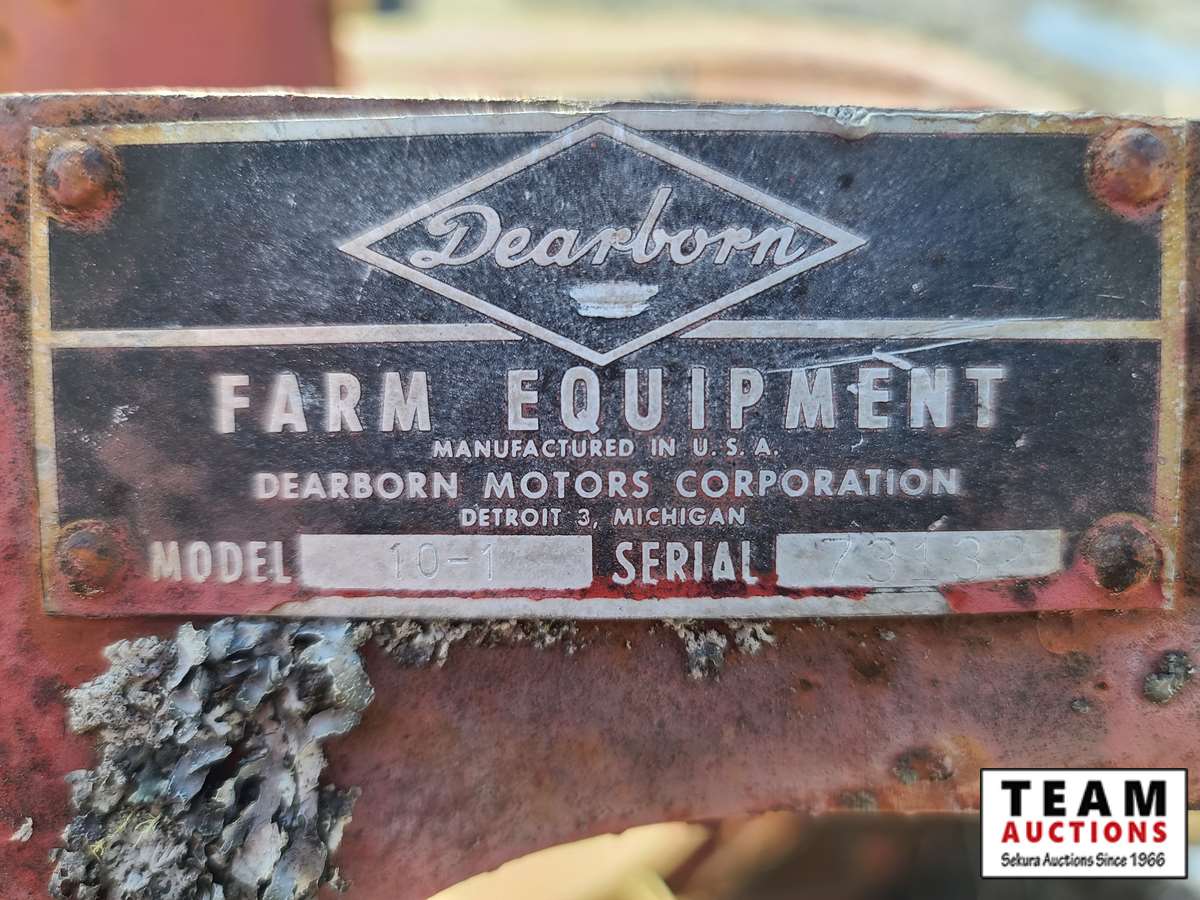 Dearborn
FARM EQUIPMENT
MANUFACTURED IN U. S. A.
DEARBORN MOTORS CORPORATION
DETROIT 3, MICHIGAN
MODEL 10-1 SERIAL 73132
TEAM
AUCTIONS
Sekura Auctions Since 1966